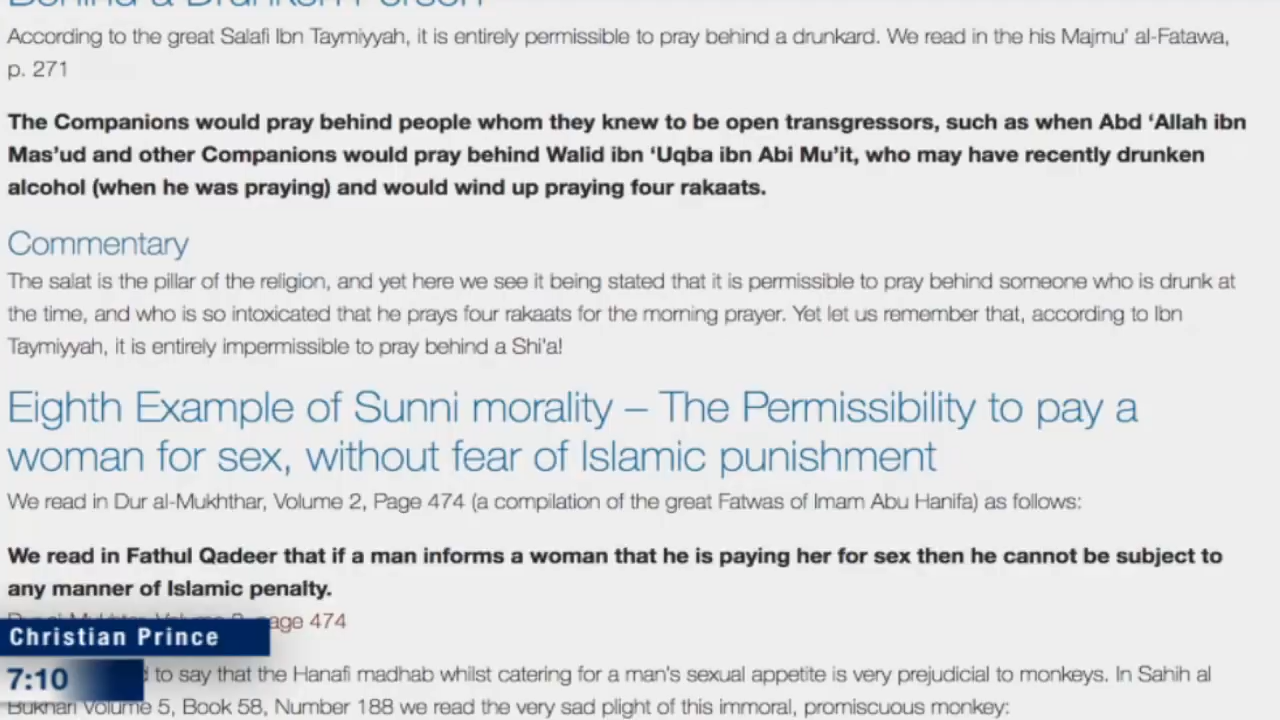 Behind a Drunken Person
According to the great Salafi Ibn Taymiyyah, it is entirely permissible to pray behind a drunkard. We read in the his Majmu' al-Fatawa,
p. 271
The Companions would pray behind people whom they knew to be open transgressors, such as when Abd ‘Allah ibn
Mas’ud and other Companions would pray behind Walid ibn ‘Uqba ibn Abi Mu’it, who may have recently drunken
alcohol (when he was praying) and would wind up praying four rakaats.
Commentary
The salat is the pillar of the religion, and yet here we see it being stated that it is permissible to pray behind someone who is drunk at
the time, and who is so intoxicated that he prays four rakaats for the morning prayer. Yet let us remember that, according to Ibn
Taymiyyah, it is entirely impermissible to pray behind a Shi'a!
Eighth Example of Sunni morality – The Permissibility to pay a
woman for sex, without fear of Islamic punishment
We read in Dur al-Mukhthar, Volume 2, Page 474 (a compilation of the great Fatwas of Imam Abu Hanifa) as follows:
We read in Fathul Qadeer that if a man informs a woman that he is paying her for sex then he cannot be subject to
any manner of Islamic penalty.
page 474
Christian Prince
7:10
to say that the Hanafi madhab whilst catering for a man's sexual appetite is very prejudicial to monkeys. In Sahih al
Bukhari Volume 5, Book 58, Number 188 we read the very sad plight of this immoral, promiscuous monkey: